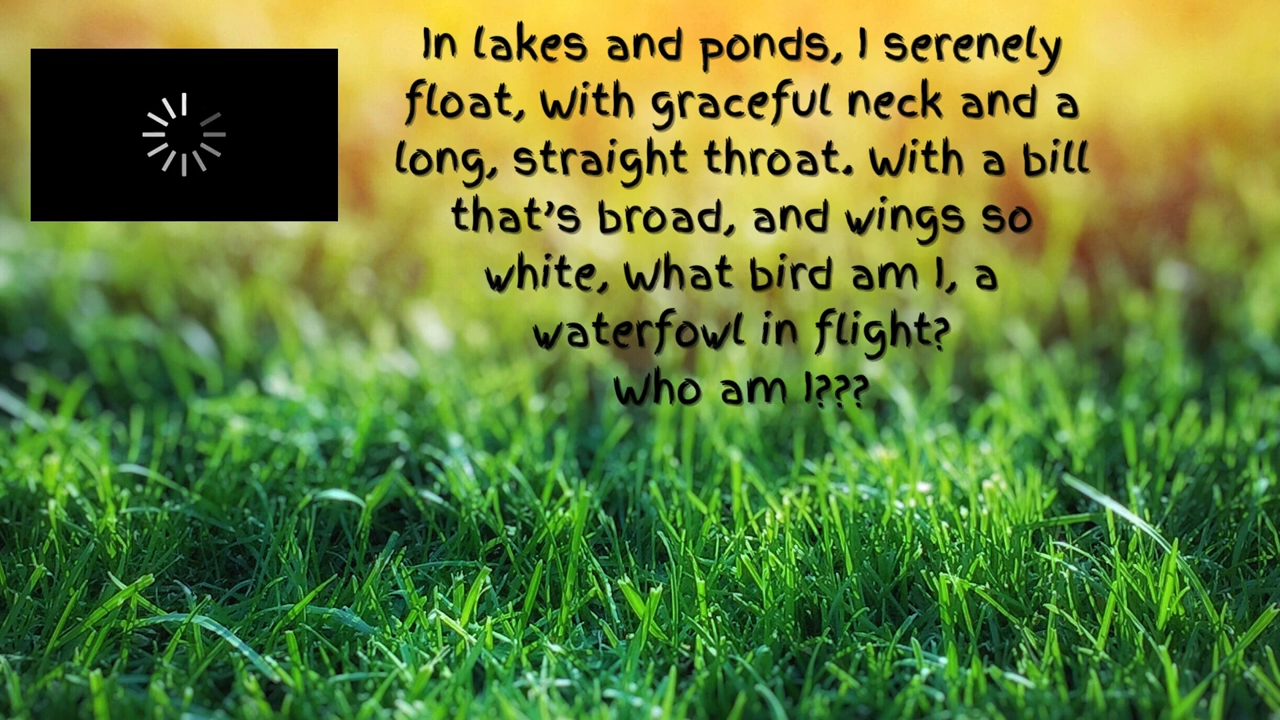 In lakes and ponds, I serenely
float, With graceful neck and a
long, straight throat. With a bill
that's broad, and wings so
white, What bird am I, a
waterfowl in flight?
Who am I???